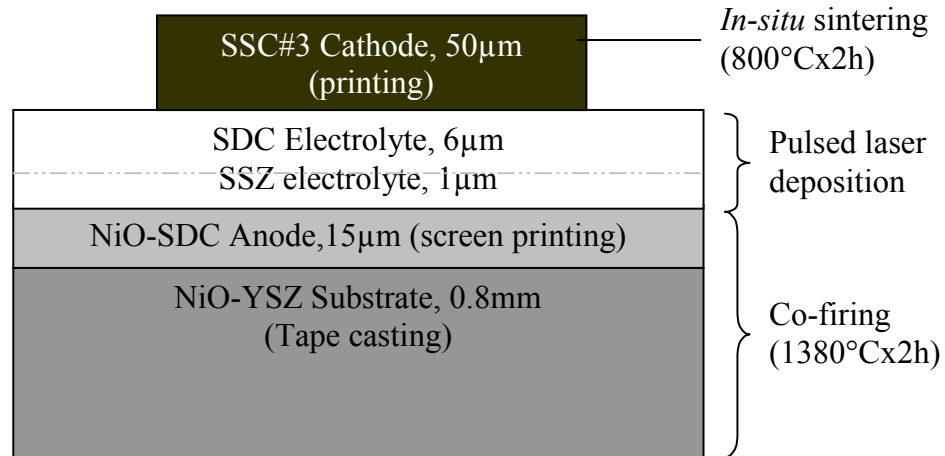 SSC#3 Cathode, 50µm
(printing)
In-situ sintering
(800°Cx2h)
SDC Electrolyte, 6µm
SSZ electrolyte, 1µm
Pulsed laser
deposition
NiO-SDC Anode,15µm (screen printing)
NiO-YSZ Substrate, 0.8mm
(Tape casting)
Co-firing
(1380°Cx2h)